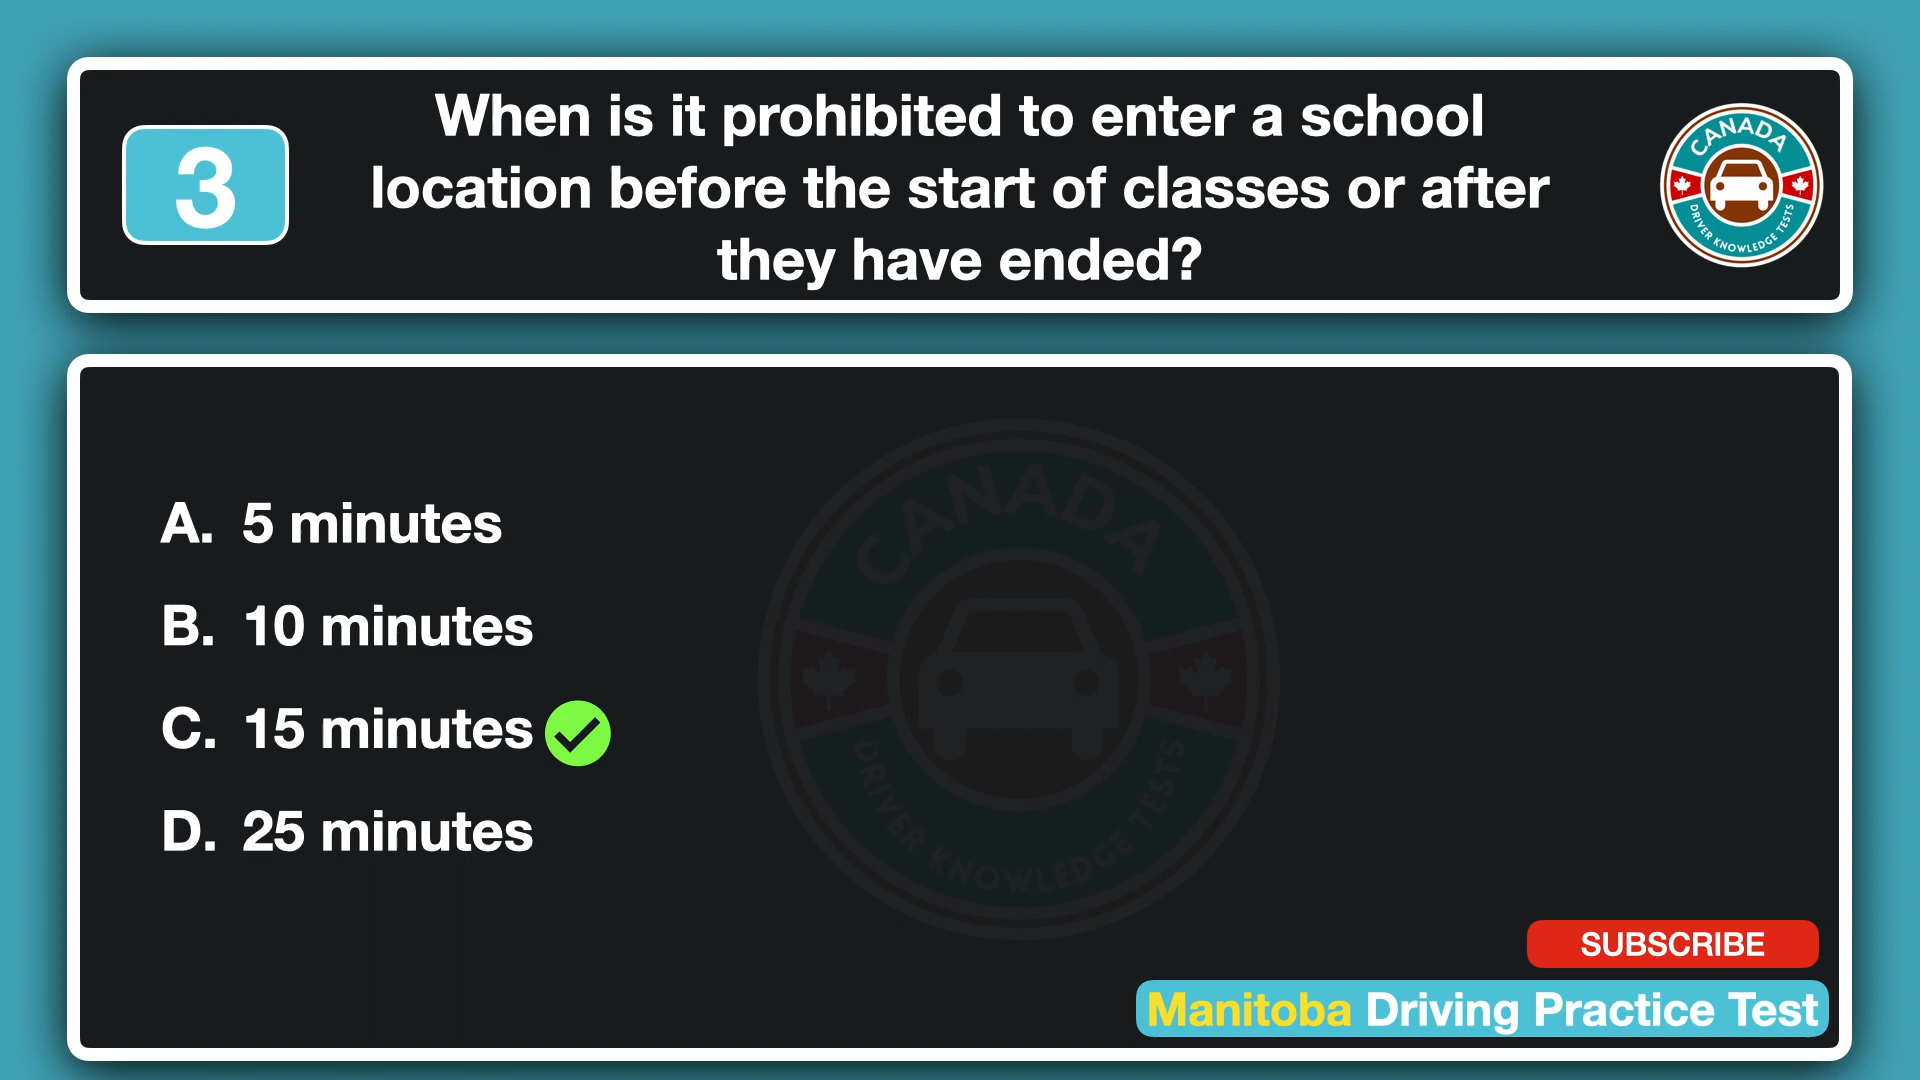 3
When is it prohibited to enter a school
location before the start of classes or after
they have ended?
CANADA
DRIVER KNOWLEDGE TESTS
CANADA
DRIVER KNOWLEDGE TESTS
A. 5 minutes
B. 10 minutes
C. 15 minutes
D. 25 minutes
SUBSCRIBE
Manitoba Driving Practice Test